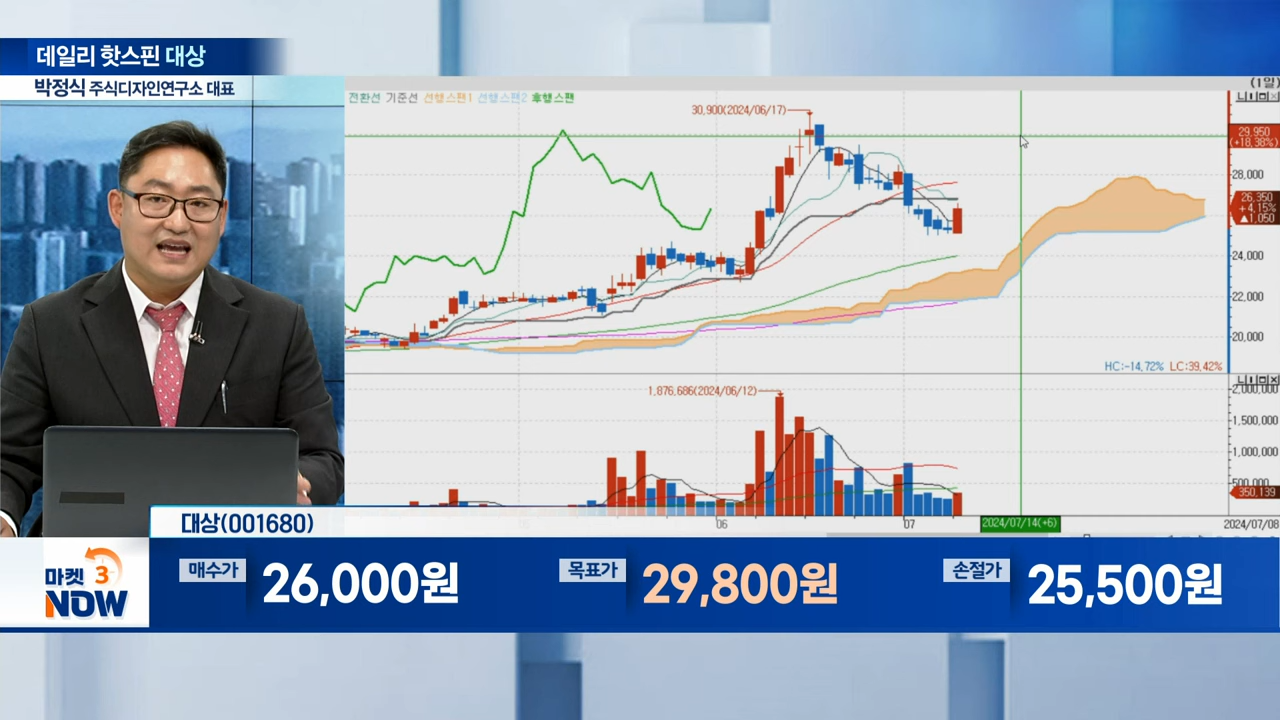 데일리 핫스핀 대상
박정식 주식디자인연구소 대표
(1일)
전환선 기준선 선행스팬1 선행스팬2 후행스팬
30,900(2024/06/17)
29,950
(+18,38%)
28,000
26,350
+4,15%
▲1,050
24,000
22,000
20,000
HC:-14,72% LC:39,42%
1,876,686(2024/06/12)
2,000,000
1,500,000
1,000,000
500,000
350,139
06
07
2024/07/14(+6)
2024/07/08
대상(001680)
마켓 3
NOW
매수가 26,000원
목표가 29,800원
손절가 25,500원